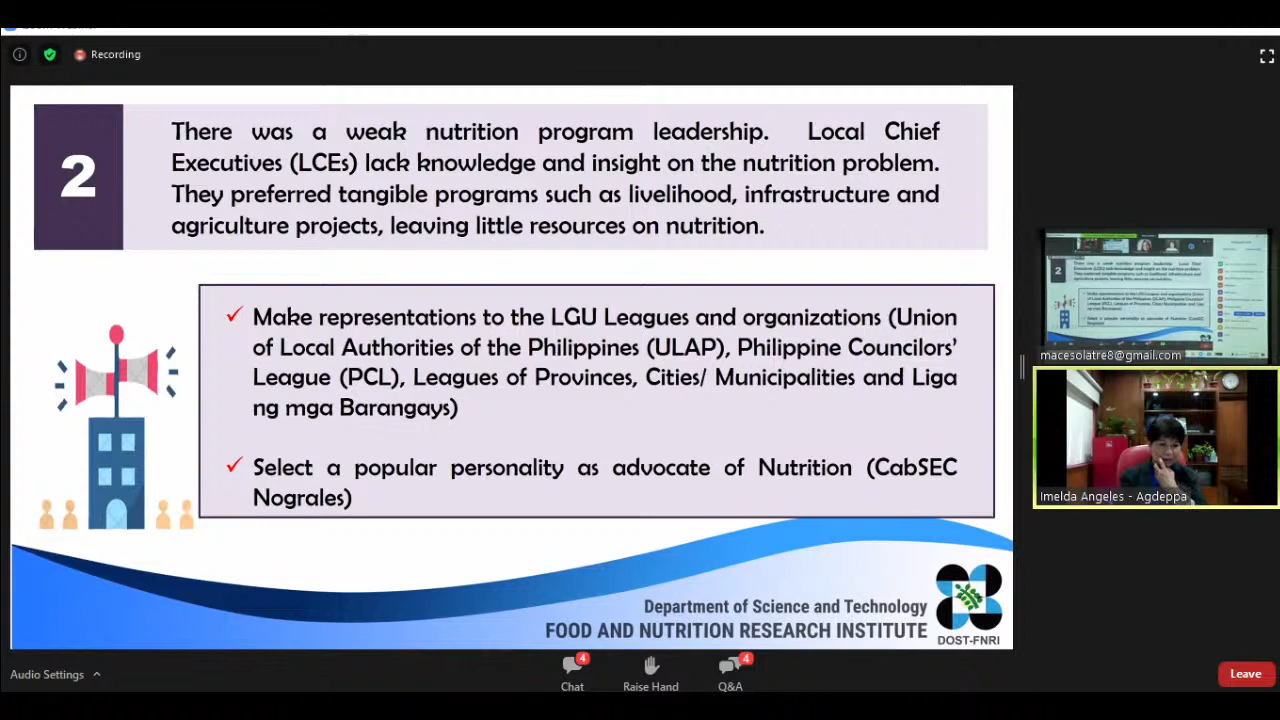 Recording
2
There was a weak nutrition program leadership. Local Chief
Executives (LCEs) lack knowledge and insight on the nutrition problem.
They preferred tangible programs such as livelihood, infrastructure and
agriculture projects, leaving little resources on nutrition.
Make representations to the LGU Leagues and organizations (Union
of Local Authorities of the Philippines (ULAP), Philippine Councilors'
League (PCL), Leagues of Provinces, Cities/ Municipalities and Liga
ng mga Barangays)
Select a popular personality as advocate of Nutrition (CabSEC
Nograles)
Department of Science and Technology
FOOD AND NUTRITION RESEARCH INSTITUTE
DOST-FNRI
macesolatre8@gmail.com
Imelda Angeles - Agdeppa
Audio Settings
4
Chat
Raise Hand
4
Q&A
Leave